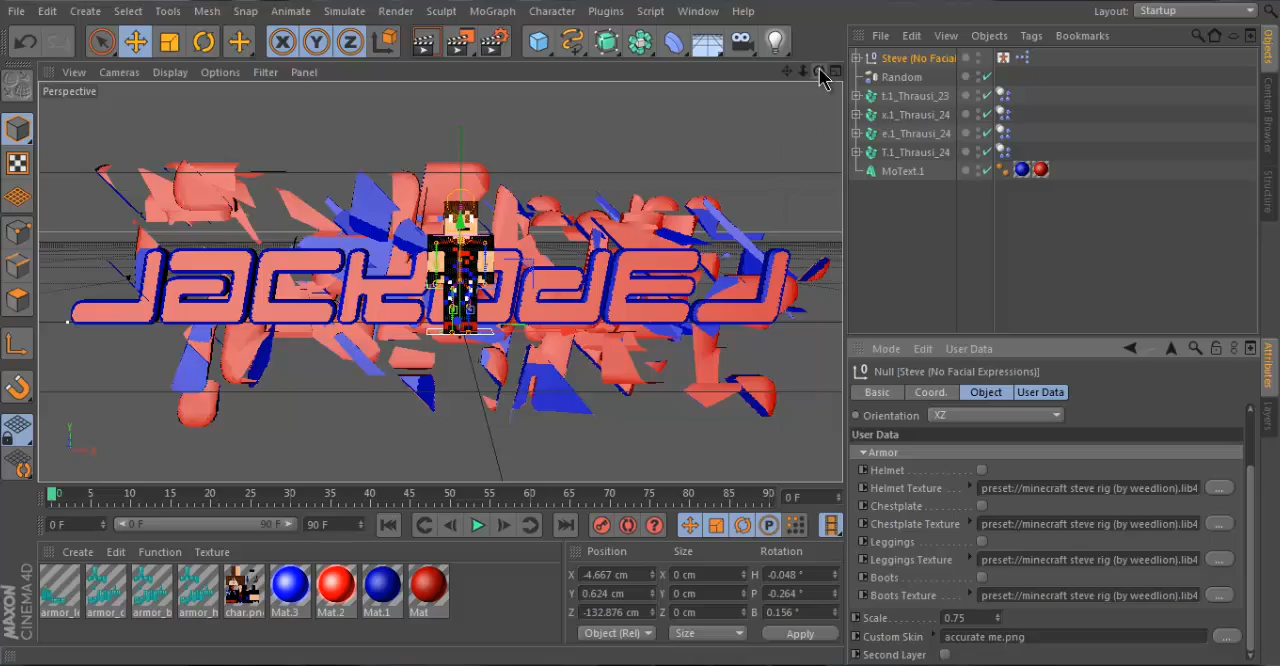 File Edit Create Select Tools Mesh Snap Animate Simulate Render Sculpt MoGraph Character Plugins Script Window Help Layout: Startup
View Cameras Display Options Filter Panel
Perspective
File Edit View Objects Tags Bookmarks
Steve (No Facial
Random
t.1_Thrausi_23
x.1_Thrausi_24
e.1_Thrausi_24
T.1_Thrausi_24
MoText.1
Objects
Content Browser
Structure
Y
Mode Edit User Data
Null [Steve (No Facial Expressions)]
Basic Coord. Object User Data
Orientation XZ
User Data
Armor
Helmet
Helmet Texture preset://minecraft steve rig (by weedlion).lib4 ...
Chestplate
Chestplate Texture preset://minecraft steve rig (by weedlion).lib4 ...
Leggings
Leggings Texture preset://minecraft steve rig (by weedlion).lib4 ...
Boots
Boots Texture preset://minecraft steve rig (by weedlion).lib4 ...
Scale 0.75
Custom Skin accurate me.png ...
Second Layer
Attributes
Layers
0 5 10 15 20 25 30 35 40 45 50 55 60 65 70 75 80 85 90 0 F
0 F 0 F 90 F 90 F
Create Edit Function Texture
armor_le armor_c armor_b armor_h char.png Mat.3 Mat.2 Mat.1 Mat
Position Size Rotation
X -4.667 cm X 0 cm H -0.048 °
Y 0.624 cm Y 0 cm P -0.264 °
Z -132.876 cm Z 0 cm B 0.156 °
Object (Rel) Size Apply
MAXON
CINEMA4D